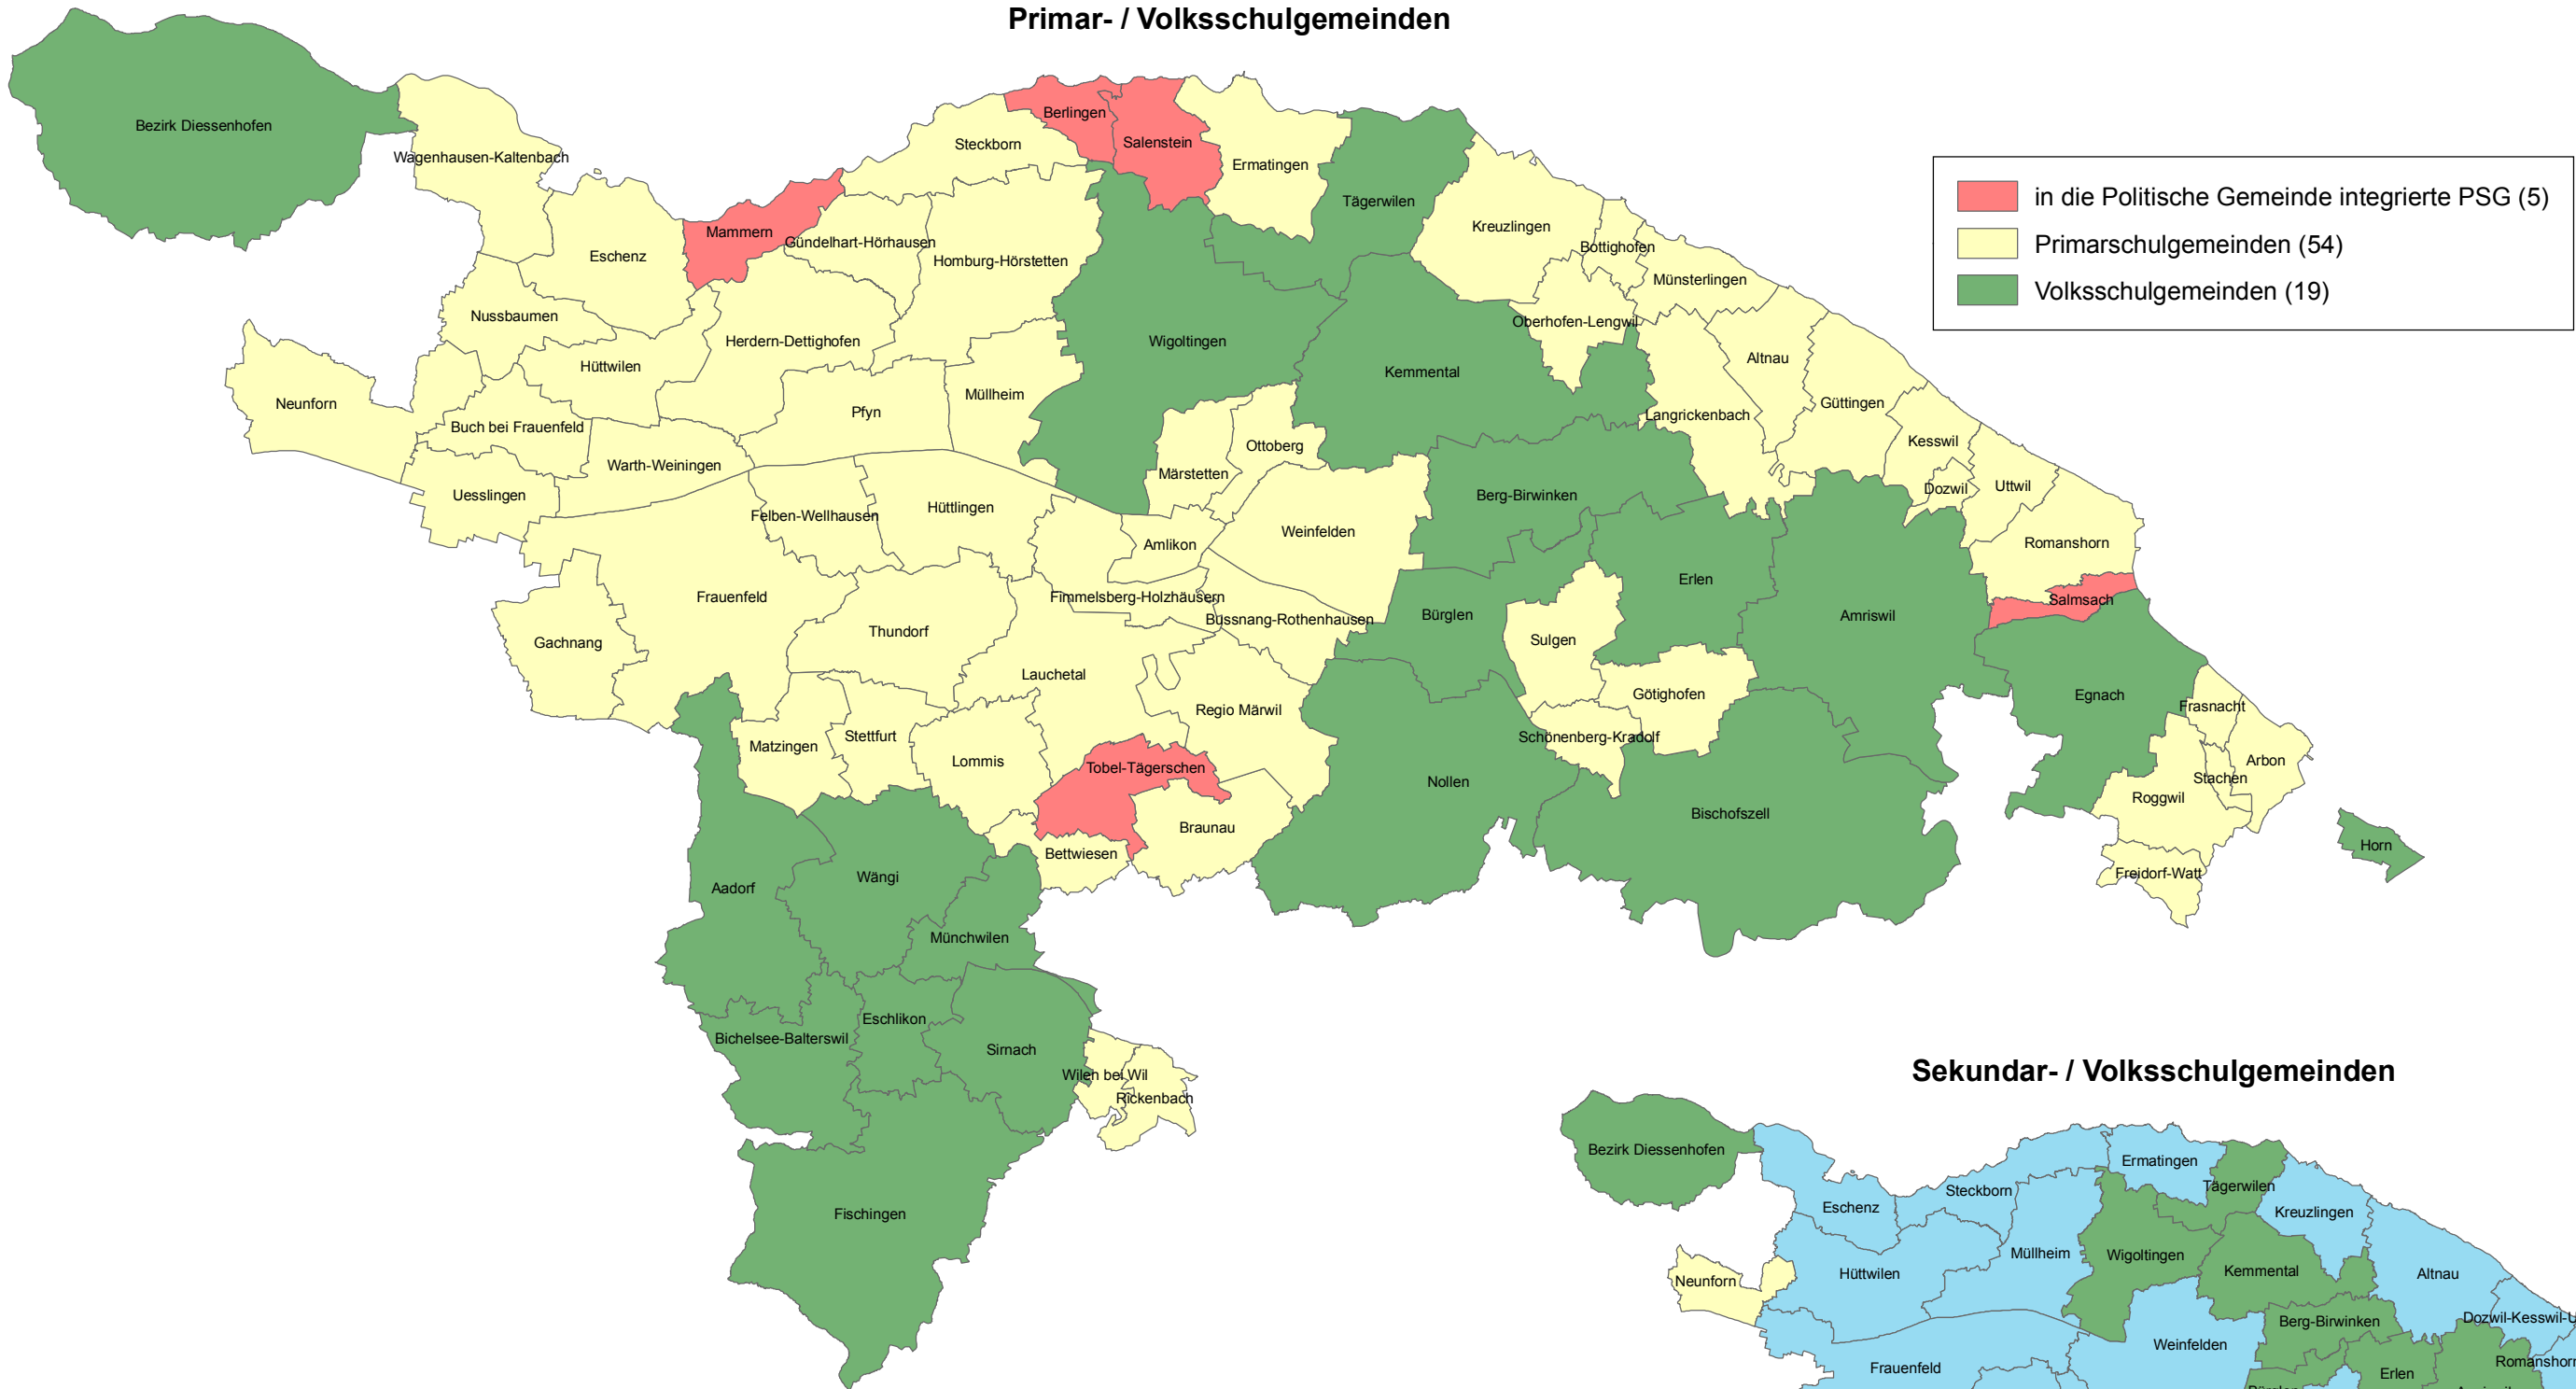 Primar- / Volksschulgemeinden
Bezirk Diessenhofen
Wagenhausen-Kaltenbach
Berlingen
Salenstein
Steckborn
Ermatingen
Tägerwilen
Mammern
Gündelhart-Hörhausen
Eschenz
Homburg-Hörstetten
Kreuzlingen
Bottighofen
Münsterlingen
in die Politische Gemeinde integrierte PSG (5)
Primarschulgemeinden (54)
Volksschulgemeinden (19)
Nussbaumen
Oberhofen-Lengwil
Herdern-Dettighofen
Wigoltingen
Hüttwilen
Kemmental
Altnau
Neunforn
Müllheim
Pfyn
Güttingen
Langrickenbach
Buch bei Frauenfeld
Kesswil
Ottoberg
Warth-Weiningen
Märstetten
Uesslingen
Berg-Birwinken
Dozwil
Uttwil
Felben-Wellhausen
Hüttlingen
Weinfelden
Amlikon
Romanshorn
Erlen
Frauenfeld
Fimmelsberg-Holzhäusern
Salmsach
Bürglen
Amriswil
Bussnang-Rothenhausen
Thundorf
Gachnang
Sulgen
Lauchetal
Götighofen
Egnach
Regio Märwil
Frasnacht
Stettfurt
Schönenberg-Kradolf
Matzingen
Lommis
Arbon
Tobel-Tägerschen
Stachen
Nollen
Roggwil
Bischofszell
Braunau
Horn
Bettwiesen
Freidorf-Watt
Wängi
Aadorf
Münchwilen
Eschlikon
Bichelsee-Balterswil
Sirnach
Wilen bei Wil
Rickenbach
Fischingen
Sekundar- / Volksschulgemeinden
Bezirk Diessenhofen
Ermatingen
Tägerwilen
Steckborn
Eschenz
Kreuzlingen
Müllheim
Wigoltingen
Kemmental
Hüttwilen
Altnau
Neunforn
Dozwil-Kesswil-U
Berg-Birwinken
Weinfelden
Romanshorn
Frauenfeld
Erlen